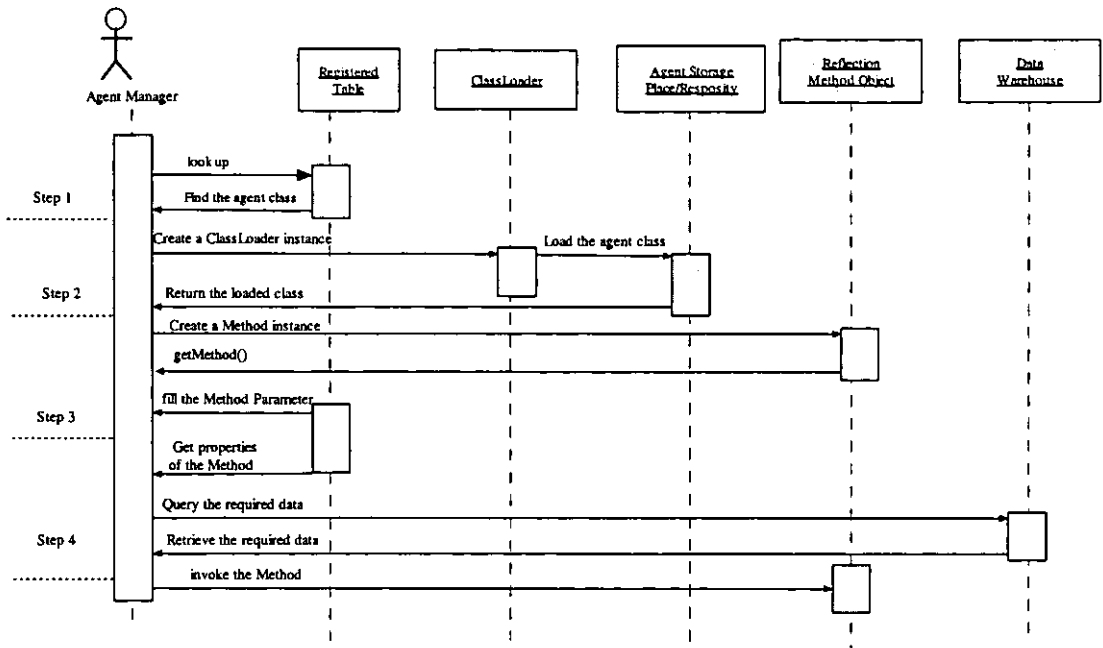 Registered
Table
ClassLoader
Agent Storage
Place/Resposity
Reflection
Method Object
Data
Warehouse
Agent Manager
look up
Step 1
Find the agent class
Create a ClassLoader instance
Load the agent class
Step 2
Return the loaded class
Create a Method instance
getMethod()
fill the Method Parameter
Step 3
Get properties
of the Method
Query the required data
Step 4
Retrieve the required data
invoke the Method